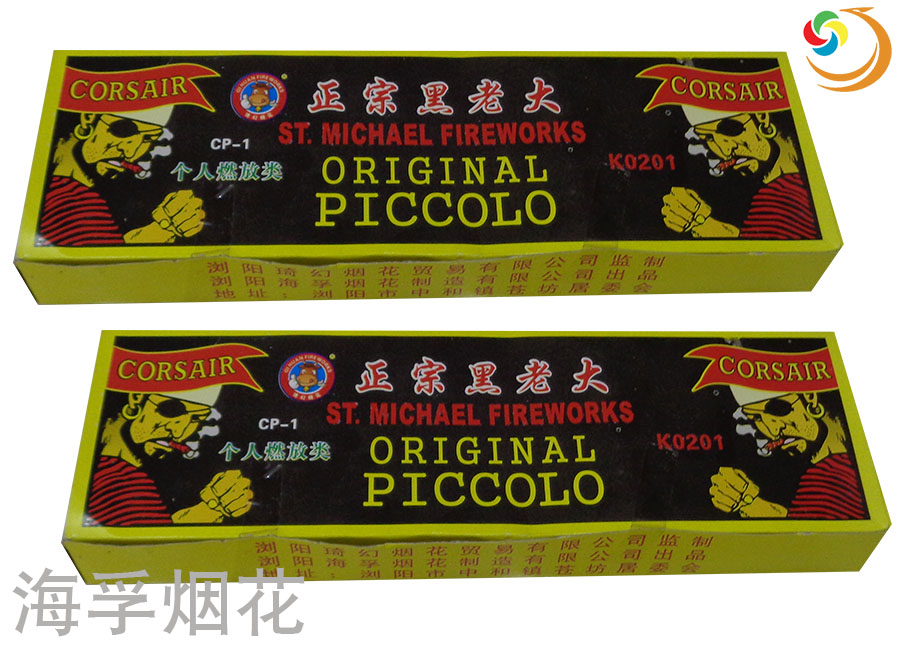 CORSAIR
CORSAIR
正宗黑老大
ST. MICHAEL FIREWORKS
CP-1
K0201
个人燃放类
ORIGINAL
PICCOLO
浏阳琦幻烟花贸易有限公司监制
浏阳海孚烟花制造有限公司出品
地址：浏阳市中和镇苍坊居委会
CORSAIR
CORSAIR
正宗黑老大
ST. MICHAEL FIREWORKS
CP-1
K0201
个人燃放类
ORIGINAL
PICCOLO
浏阳琦幻烟花贸易有限公司监制
浏阳海孚烟花制造有限公司出品
地址：浏阳市中和镇苍坊居委会
海孚烟花